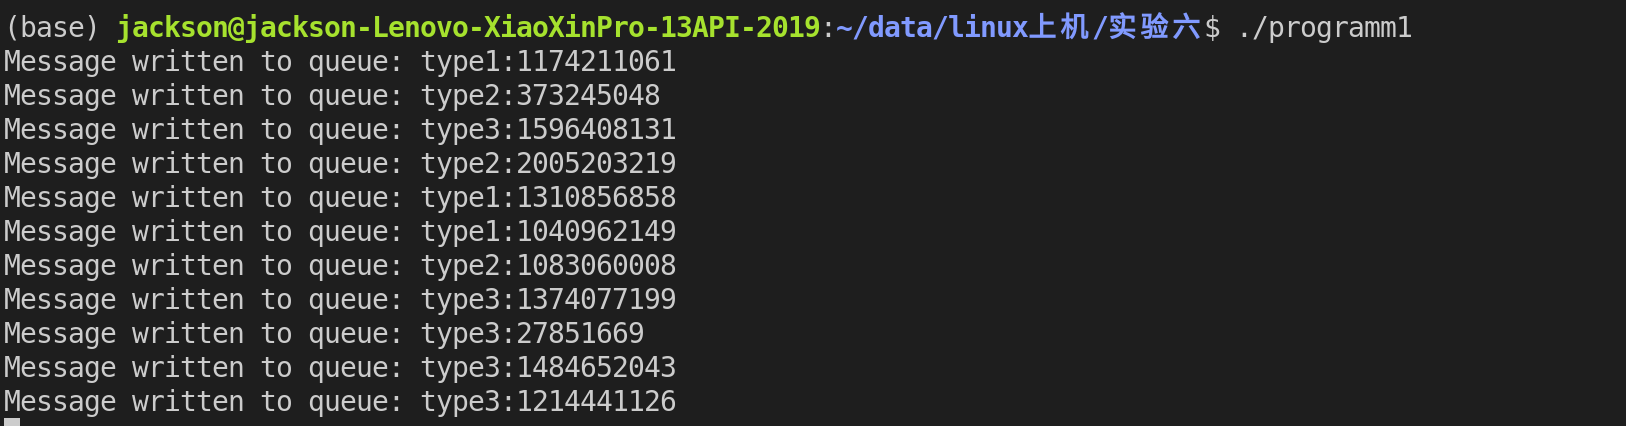 (base) jackson@jackson-Lenovo-XiaoXinPro-13API-2019:~/data/linux上机/实验六$ ./programm1
Message written to queue: type1:1174211061
Message written to queue: type2:373245048
Message written to queue: type3:1596408131
Message written to queue: type2:2005203219
Message written to queue: type1:1310856858
Message written to queue: type1:1040962149
Message written to queue: type2:1083060008
Message written to queue: type3:1374077199
Message written to queue: type3:27851669
Message written to queue: type3:1484652043
Message written to queue: type3:1214441126